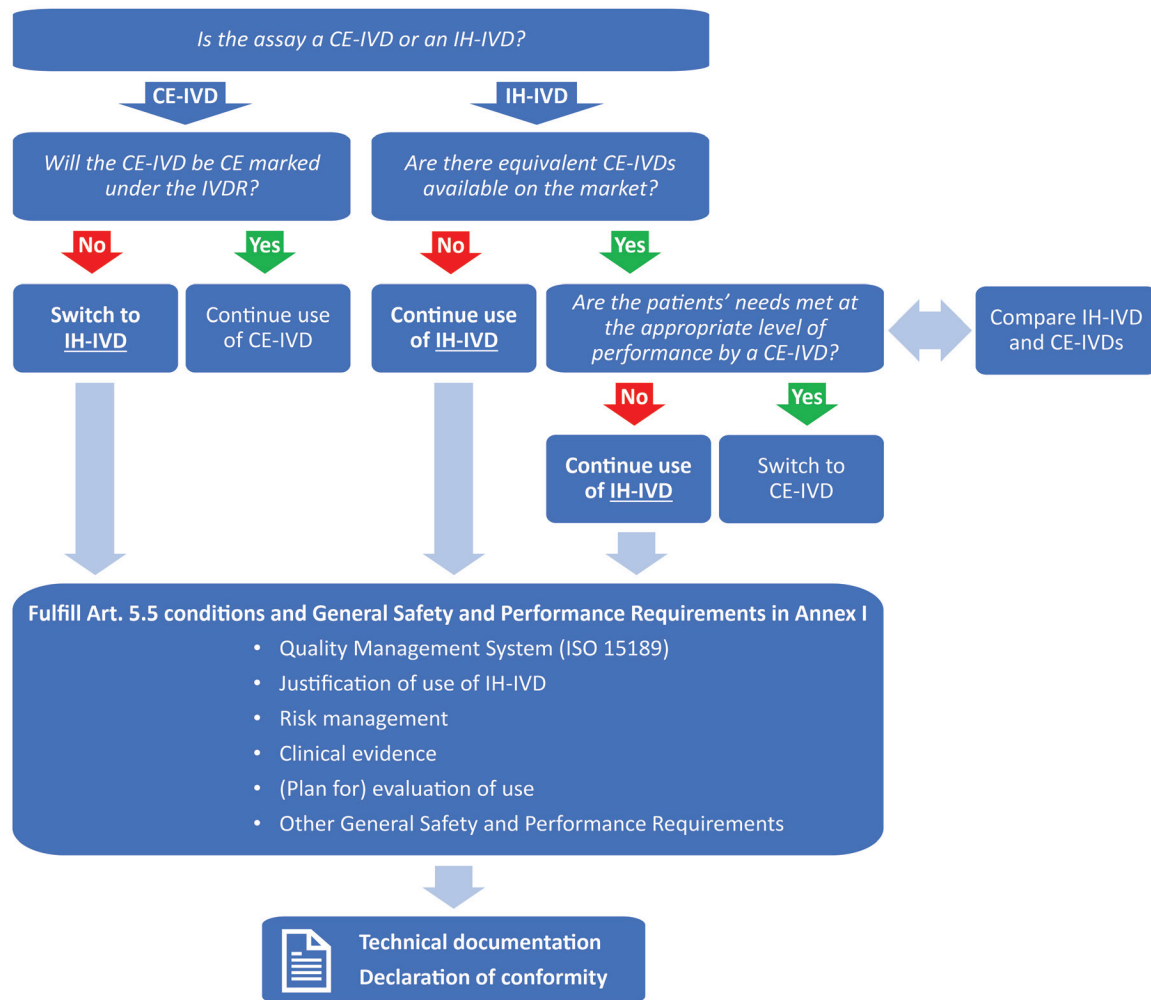 Is the assay a CE-IVD or an IH-IVD?
CE-IVD
IH-IVD
Will the CE-IVD be CE marked
under the IVDR?
Are there equivalent CE-IVDs
available on the market?
No
Yes
No
Yes
Switch to
IH-IVD
Continue use
of CE-IVD
Continue use
of IH-IVD
Are the patients’ needs met at
the appropriate level of
performance by a CE-IVD?
Compare IH-IVD
and CE-IVDs
No
Yes
Continue use
of IH-IVD
Switch to
CE-IVD
Fulfill Art. 5.5 conditions and General Safety and Performance Requirements in Annex I
• Quality Management System (ISO 15189)
• Justification of use of IH-IVD
• Risk management
• Clinical evidence
• (Plan for) evaluation of use
• Other General Safety and Performance Requirements
Technical documentation
Declaration of conformity